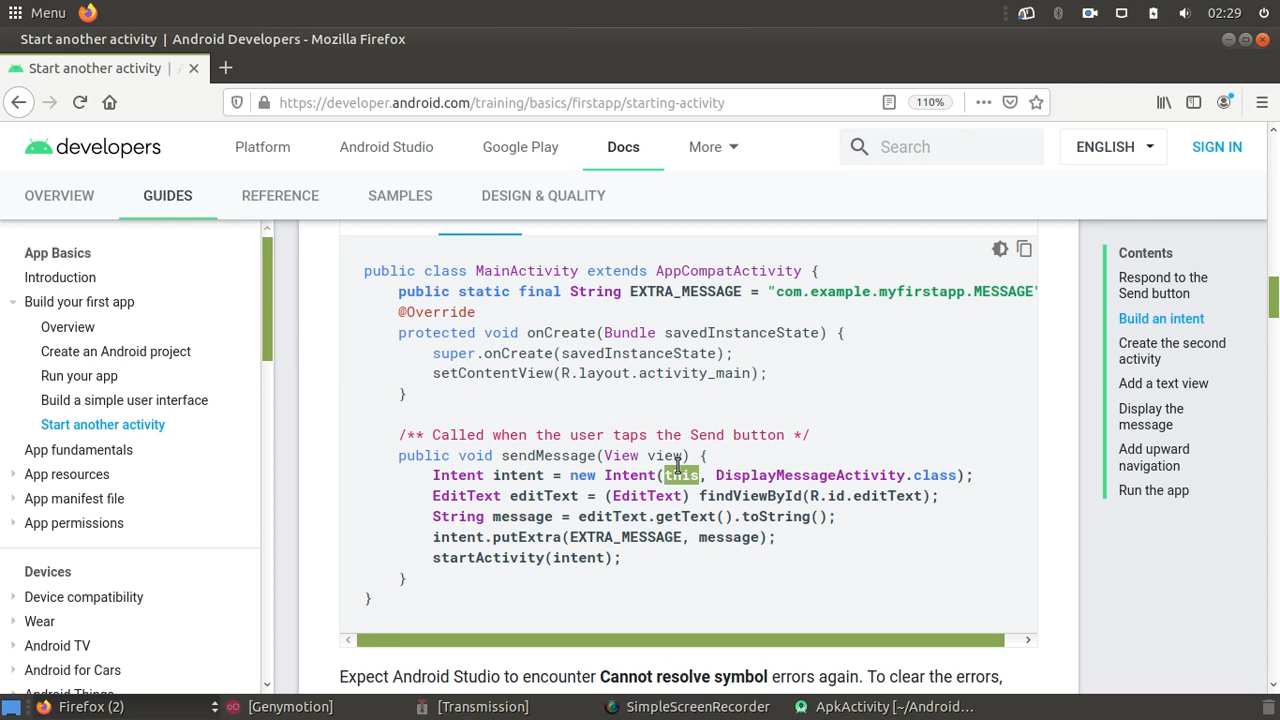 Menu
02:29
Start another activity | Android Developers - Mozilla Firefox
Start another activity |
https://developer.android.com/training/basics/firstapp/starting-activity
110%
developers
Platform
Android Studio
Google Play
Docs
More
Search
ENGLISH
SIGN IN
OVERVIEW
GUIDES
REFERENCE
SAMPLES
DESIGN & QUALITY
App Basics
Introduction
Build your first app
Overview
Create an Android project
Run your app
Build a simple user interface
Start another activity
App fundamentals
App resources
App manifest file
App permissions
Devices
Device compatibility
Wear
Android TV
Android for Cars
Android Things
public class MainActivity extends AppCompatActivity {
public static final String EXTRA_MESSAGE = "com.example.myfirstapp.MESSAGE"
@Override
protected void onCreate(Bundle savedInstanceState) {
super.onCreate(savedInstanceState);
setContentView(R.layout.activity_main);
}
/** Called when the user taps the Send button */
public void sendMessage(View view) {
Intent intent = new Intent(this, DisplayMessageActivity.class);
EditText editText = (EditText) findViewById(R.id.editText);
String message = editText.getText().toString();
intent.putExtra(EXTRA_MESSAGE, message);
startActivity(intent);
}
}
Expect Android Studio to encounter Cannot resolve symbol errors again. To clear the errors,
Contents
Respond to the
Send button
Build an intent
Create the second
activity
Add a text view
Display the
message
Add upward
navigation
Run the app
Firefox (2)
[Genymotion]
[Transmission]
SimpleScreenRecorder
ApkActivity [~/Android...